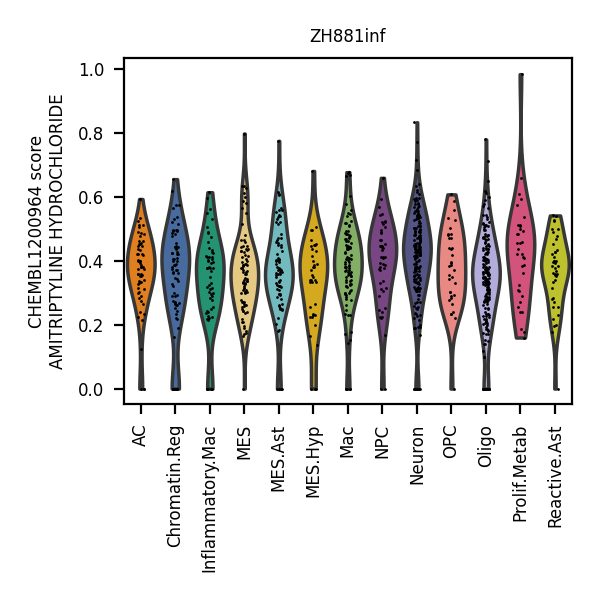 ZH881inf
CHEMBL1200964 score
AMITRIPTYLINE HYDROCHLORIDE
1.0
0.8
0.6
0.4
0.2
0.0
AC
Chromatin.Reg
Inflammatory.Mac
MES
MES.Ast
MES.Hyp
Mac
NPC
Neuron
OPC
Oligo
Prolif.Metab
Reactive.Ast